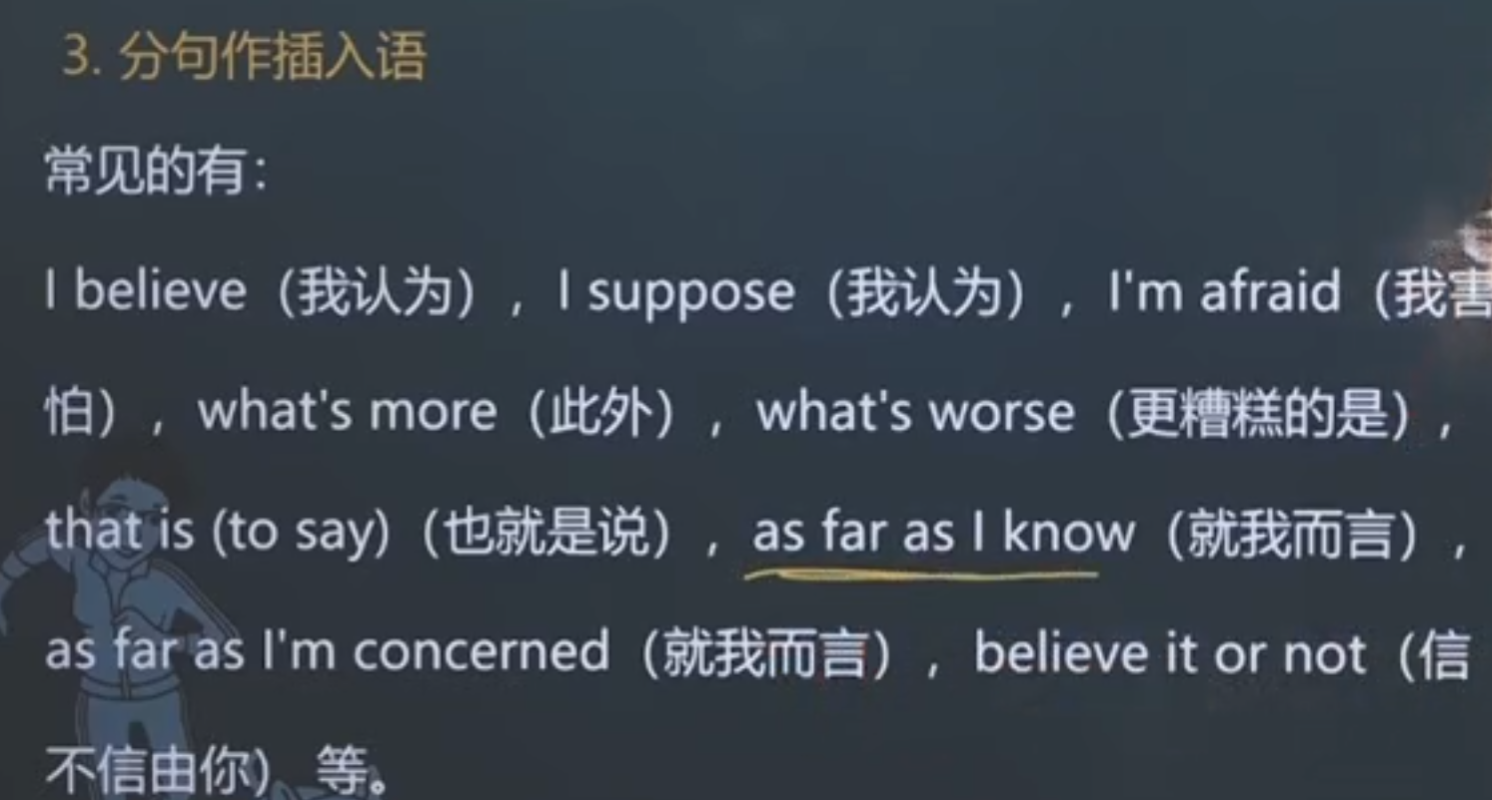 3. 分句作插入语
常见的有：
I believe（我认为），I suppose（我认为），I'm afraid（我害
怕），what's more（此外），what's worse（更糟糕的是），
that is (to say)（也就是说），as far as I know（就我而言），
as far as I'm concerned（就我而言），believe it or not（信
不信由你） 等。